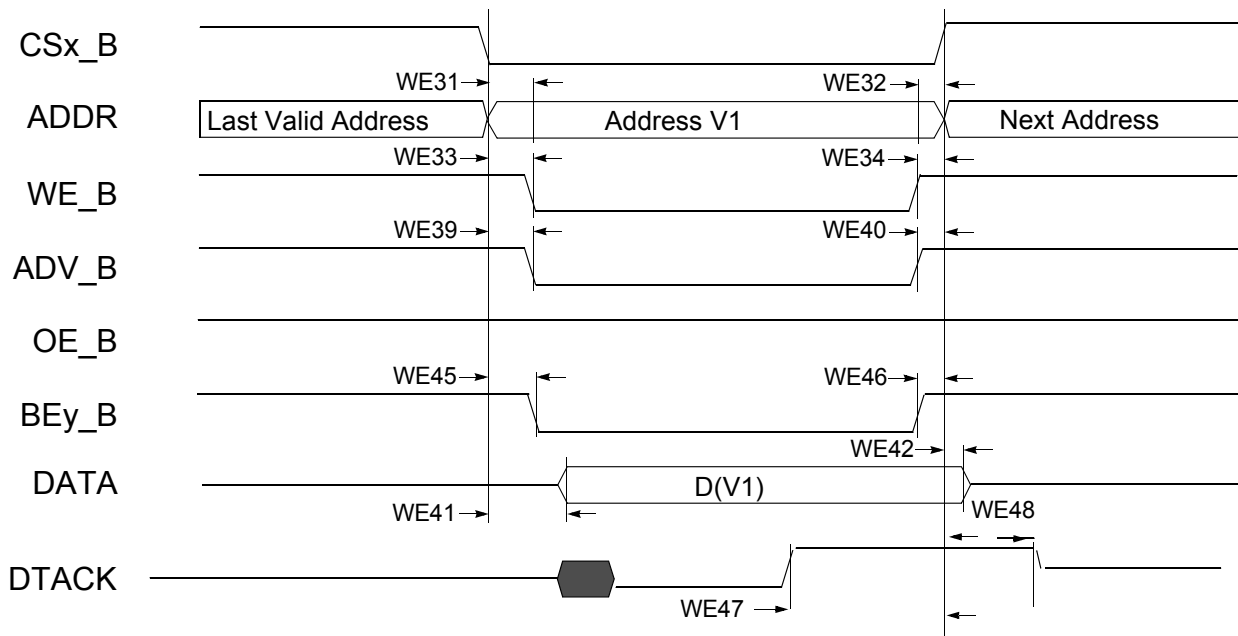 CSx_B
WE31
WE32
ADDR
Last Valid Address
Address V1
Next Address
WE33
WE34
WE_B
WE39
WE40
ADV_B
OE_B
WE45
WE46
BEy_B
WE42
DATA
D(V1)
WE41
WE48
DTACK
WE47